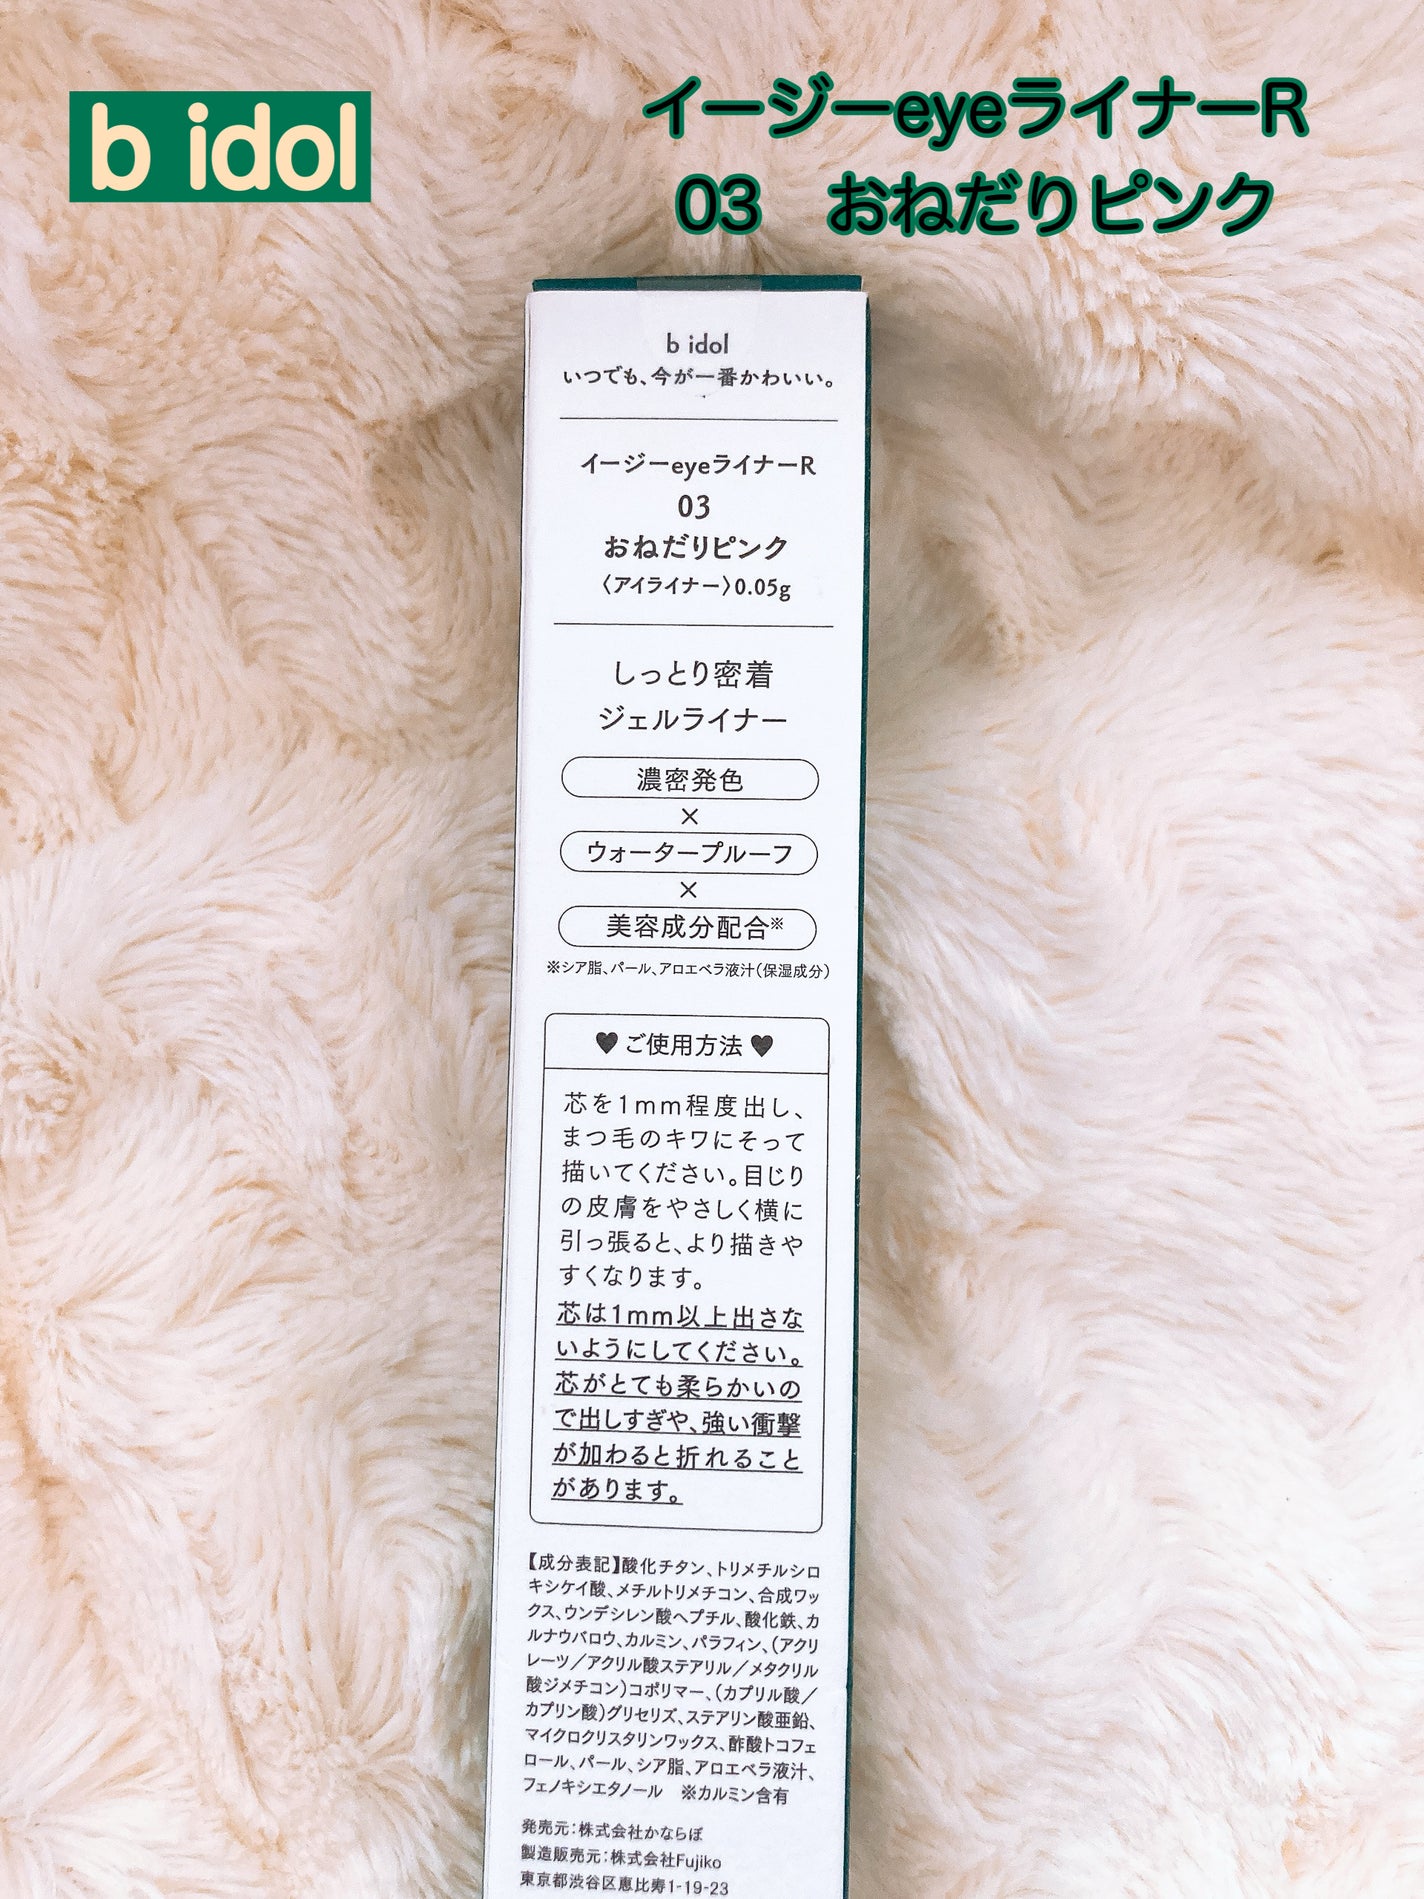 b idol
イージーeyeライナーR
03 おねだりピンク
b idol
いつでも、今が一番かわいい。
イージーeyeライナーR
03
おねだりピンク
〈アイライナー〉0.05g
しっとり密着
ジェルライナー
濃密発色
×
ウォータープルーフ
×
美容成分配合※
※シア脂、パール、アロエベラ液汁(保湿成分)
♥ご使用方法♥
芯を1mm程度出し、
まつ毛のキワにそって
描いてください。目じり
の皮膚をやさしく横に
引っ張ると、より描きや
すくなります。
芯は1mm以上出さな
いようにしてください。
芯がとても柔らかいの
で出しすぎや、強い衝撃
が加わると折れること
があります。
【成分表記】酸化チタン、トリメチルシロ
キシケイ酸、メチルトリメチコン、合成ワッ
クス、ウンデシレン酸ヘプチル、酸化鉄、カ
ルナウバロウ、カルミン、パラフィン、(アクリ
レーツ／アクリル酸ステアリル／メタクリル
酸ジメチコン)コポリマー、(カプリル酸／
カプリン酸)グリセリズ、ステアリン酸亜鉛、
マイクロクリスタリンワックス、酢酸トコフェ
ロール、パール、シア脂、アロエベラ液汁、
フェノキシエタノール ※カルミン含有
発売元:株式会社かならぼ
製造販売元:株式会社Fujiko
東京都渋谷区恵比寿1-19-23